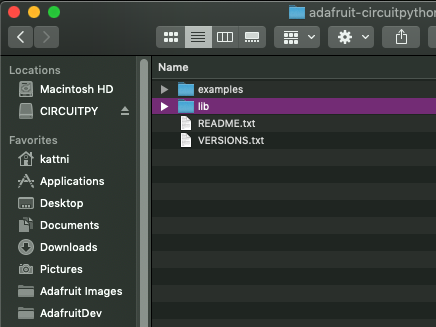 adafruit-circuitpython
Name
Locations
Macintosh HD
CIRCUITPY
Favorites
kattni
Applications
Desktop
Documents
Downloads
Pictures
Adafruit Images
AdafruitDev
examples
lib
README.txt
VERSIONS.txt